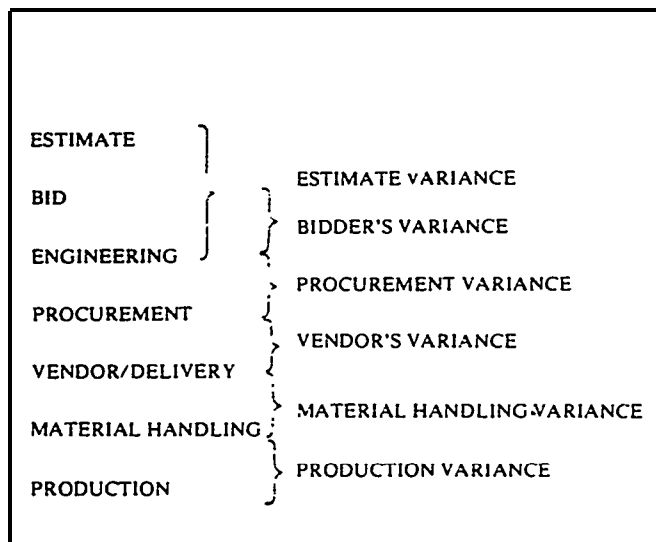 ESTIMATE
BID
ENGINEERING
PROCUREMENT
VENDOR/DELIVERY
MATERIAL HANDLING
PRODUCTION
ESTIMATE VARIANCE
BIDDER'S VARIANCE
PROCUREMENT VARIANCE
VENDOR'S VARIANCE
MATERIAL HANDLING-VARIANCE
PRODUCTION VARIANCE